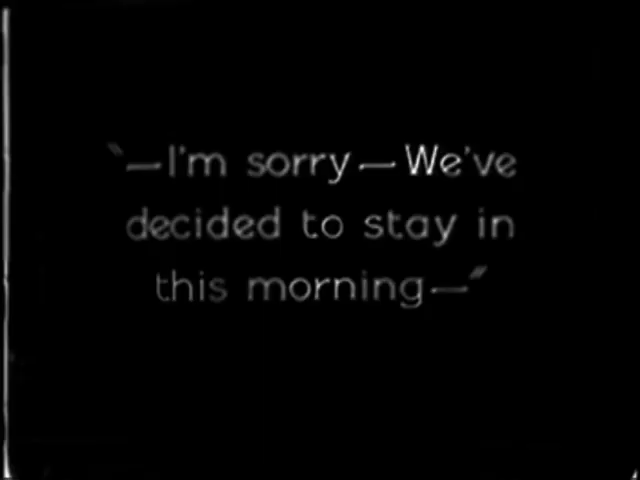 "—I'm sorry—We've
decided to stay in
this morning—"